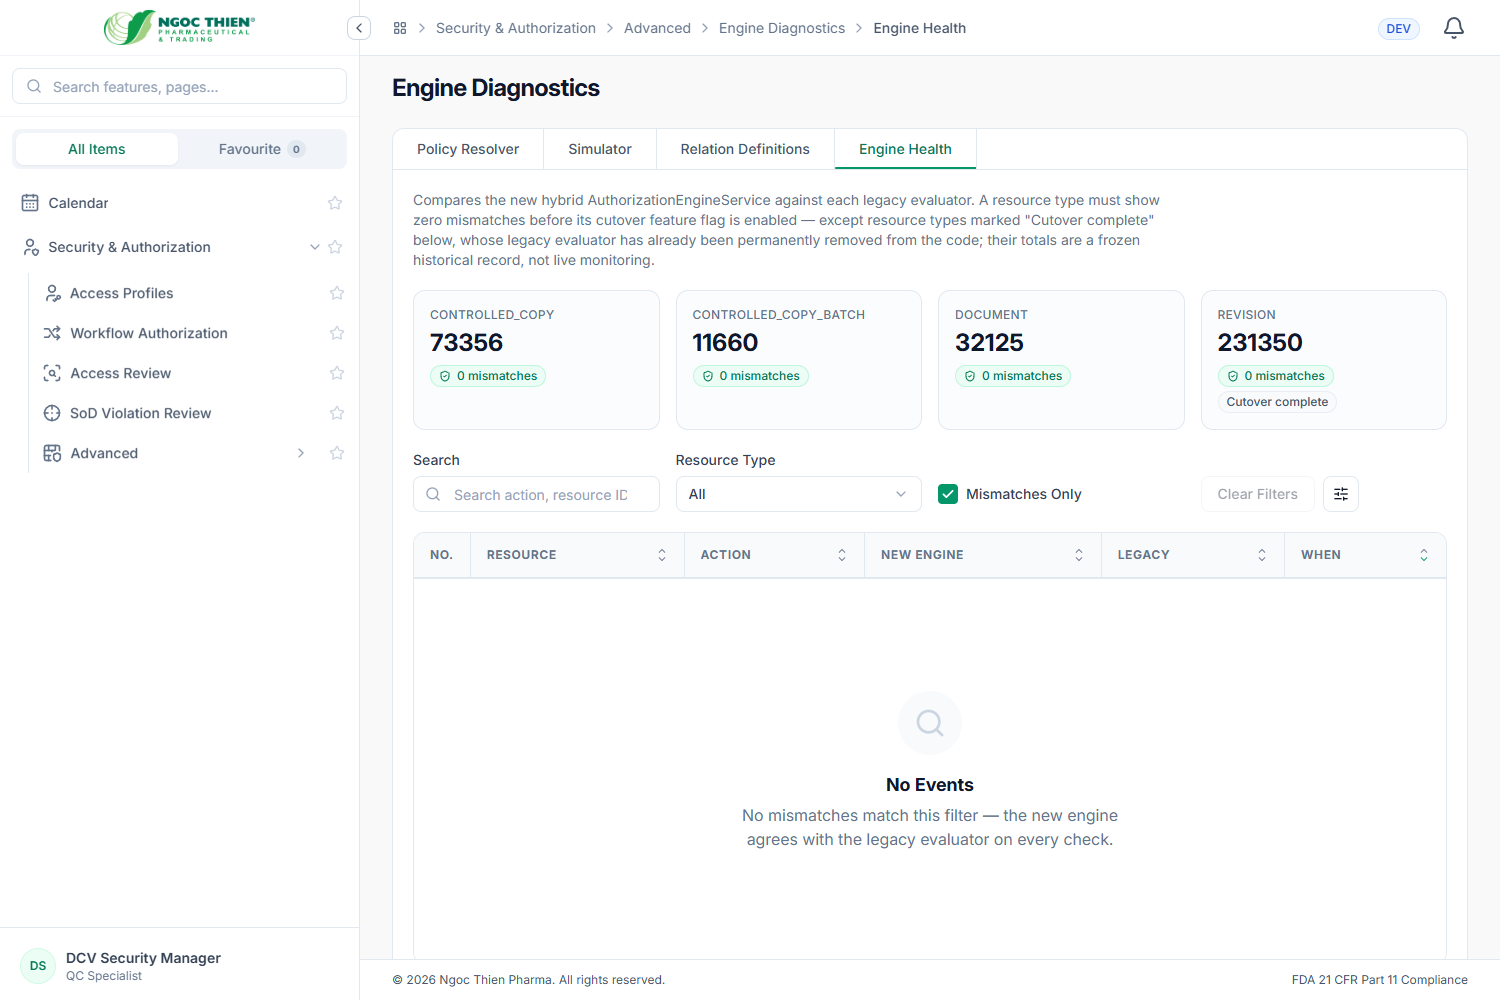 NGOC THIEN®
PHARMACEUTICAL
& TRADING
Security & Authorization
Advanced
Engine Diagnostics
Engine Health
DEV
Search features, pages...
All Items
Favourite 0
Calendar
Security & Authorization
Access Profiles
Workflow Authorization
Access Review
SoD Violation Review
Advanced
DS
DCV Security Manager
QC Specialist
Engine Diagnostics
Policy Resolver
Simulator
Relation Definitions
Engine Health
Compares the new hybrid AuthorizationEngineService against each legacy evaluator. A resource type must show
zero mismatches before its cutover feature flag is enabled — except resource types marked "Cutover complete"
below, whose legacy evaluator has already been permanently removed from the code; their totals are a frozen
historical record, not live monitoring.
CONTROLLED_COPY
73356
0 mismatches
CONTROLLED_COPY_BATCH
11660
0 mismatches
DOCUMENT
32125
0 mismatches
REVISION
231350
0 mismatches
Cutover complete
Search
Search action, resource ID
Resource Type
All
Mismatches Only
Clear Filters
NO.
RESOURCE
ACTION
NEW ENGINE
LEGACY
WHEN
No Events
No mismatches match this filter — the new engine
agrees with the legacy evaluator on every check.
© 2026 Ngoc Thien Pharma. All rights reserved.
FDA 21 CFR Part 11 Compliance